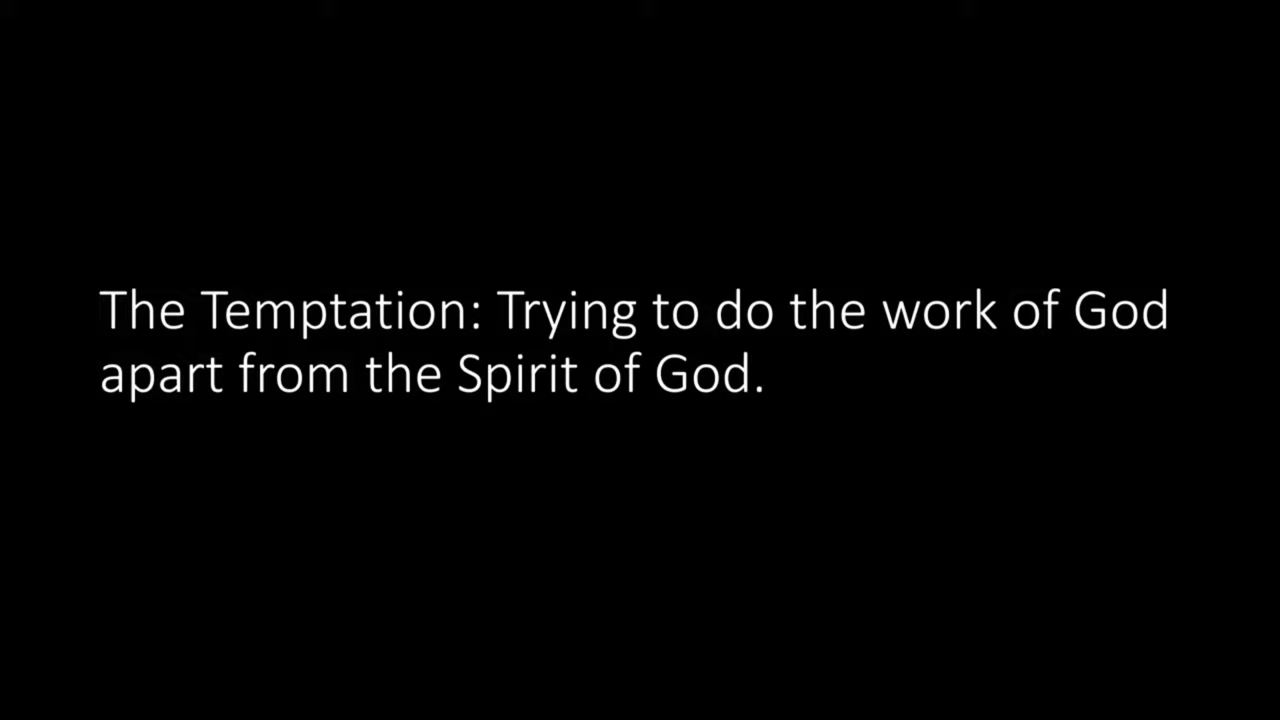 The Temptation: Trying to do the work of God
apart from the Spirit of God.